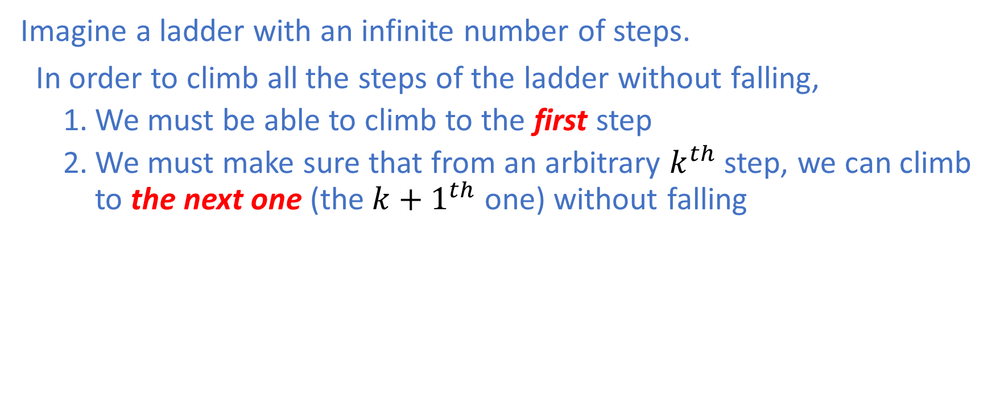 Imagine a ladder with an infinite number of steps.
In order to climb all the steps of the ladder without falling,
1. We must be able to climb to the first step
2. We must make sure that from an arbitrary $k^{th}$ step, we can climb
to the next one (the $k + 1^{th}$ one) without falling